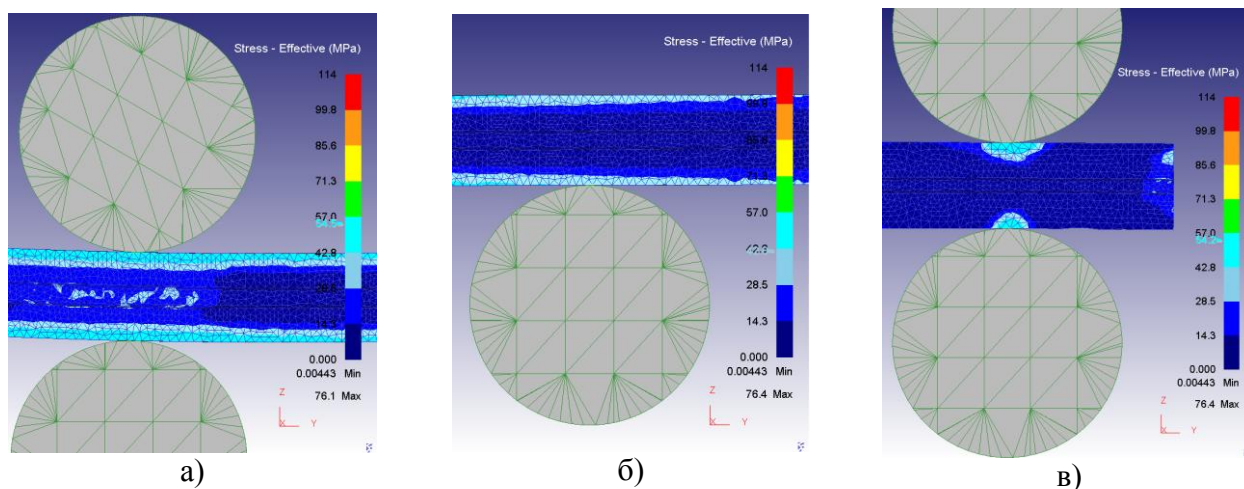 Stress - Effective (MPa)
114
99.8
85.6
71.3
57.0
42.8
14.3
0.000
0.00443 Min
76.1 Max
Z
X Y
а)
Stress - Effective (MPa)
114
57.0
28.5
14.3
0.000
0.00443 Min
76.4 Max
Z
X Y
б)
Stress - Effective (MPa)
114
99.8
85.6
71.3
57.0
54.2
42.8
28.5
14.3
0.000
0.00443 Min
76.4 Max
Z
X Y
в)